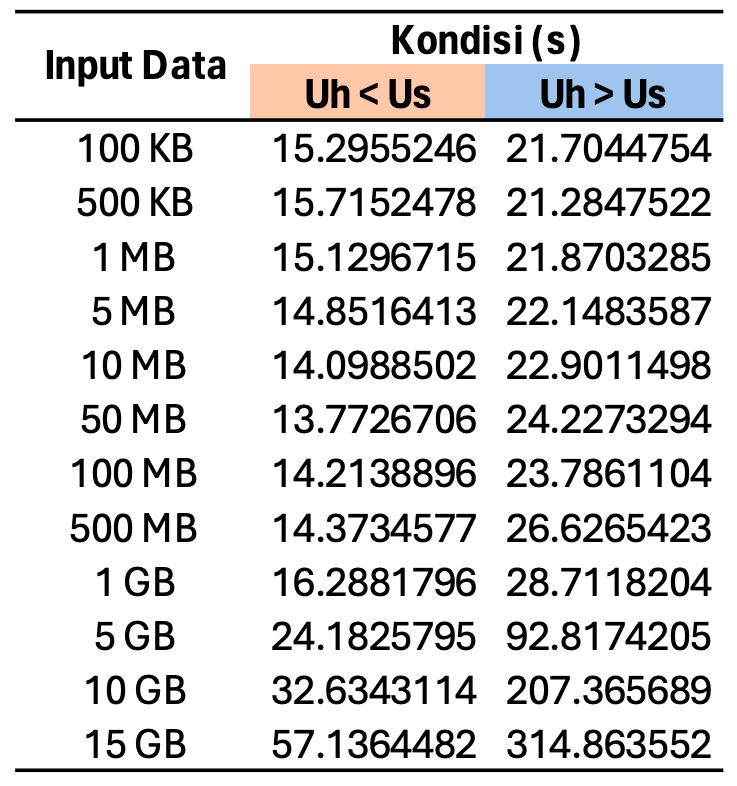 Input Data Kondisi (s)
Uh < Us Uh > Us
100 KB 15.2955246 21.7044754
500 KB 15.7152478 21.2847522
1 MB 15.1296715 21.8703285
5 MB 14.8516413 22.1483587
10 MB 14.0988502 22.9011498
50 MB 13.7726706 24.2273294
100 MB 14.2138896 23.7861104
500 MB 14.3734577 26.6265423
1 GB 16.2881796 28.7118204
5 GB 24.1825795 92.8174205
10 GB 32.6343114 207.365689
15 GB 57.1364482 314.863552